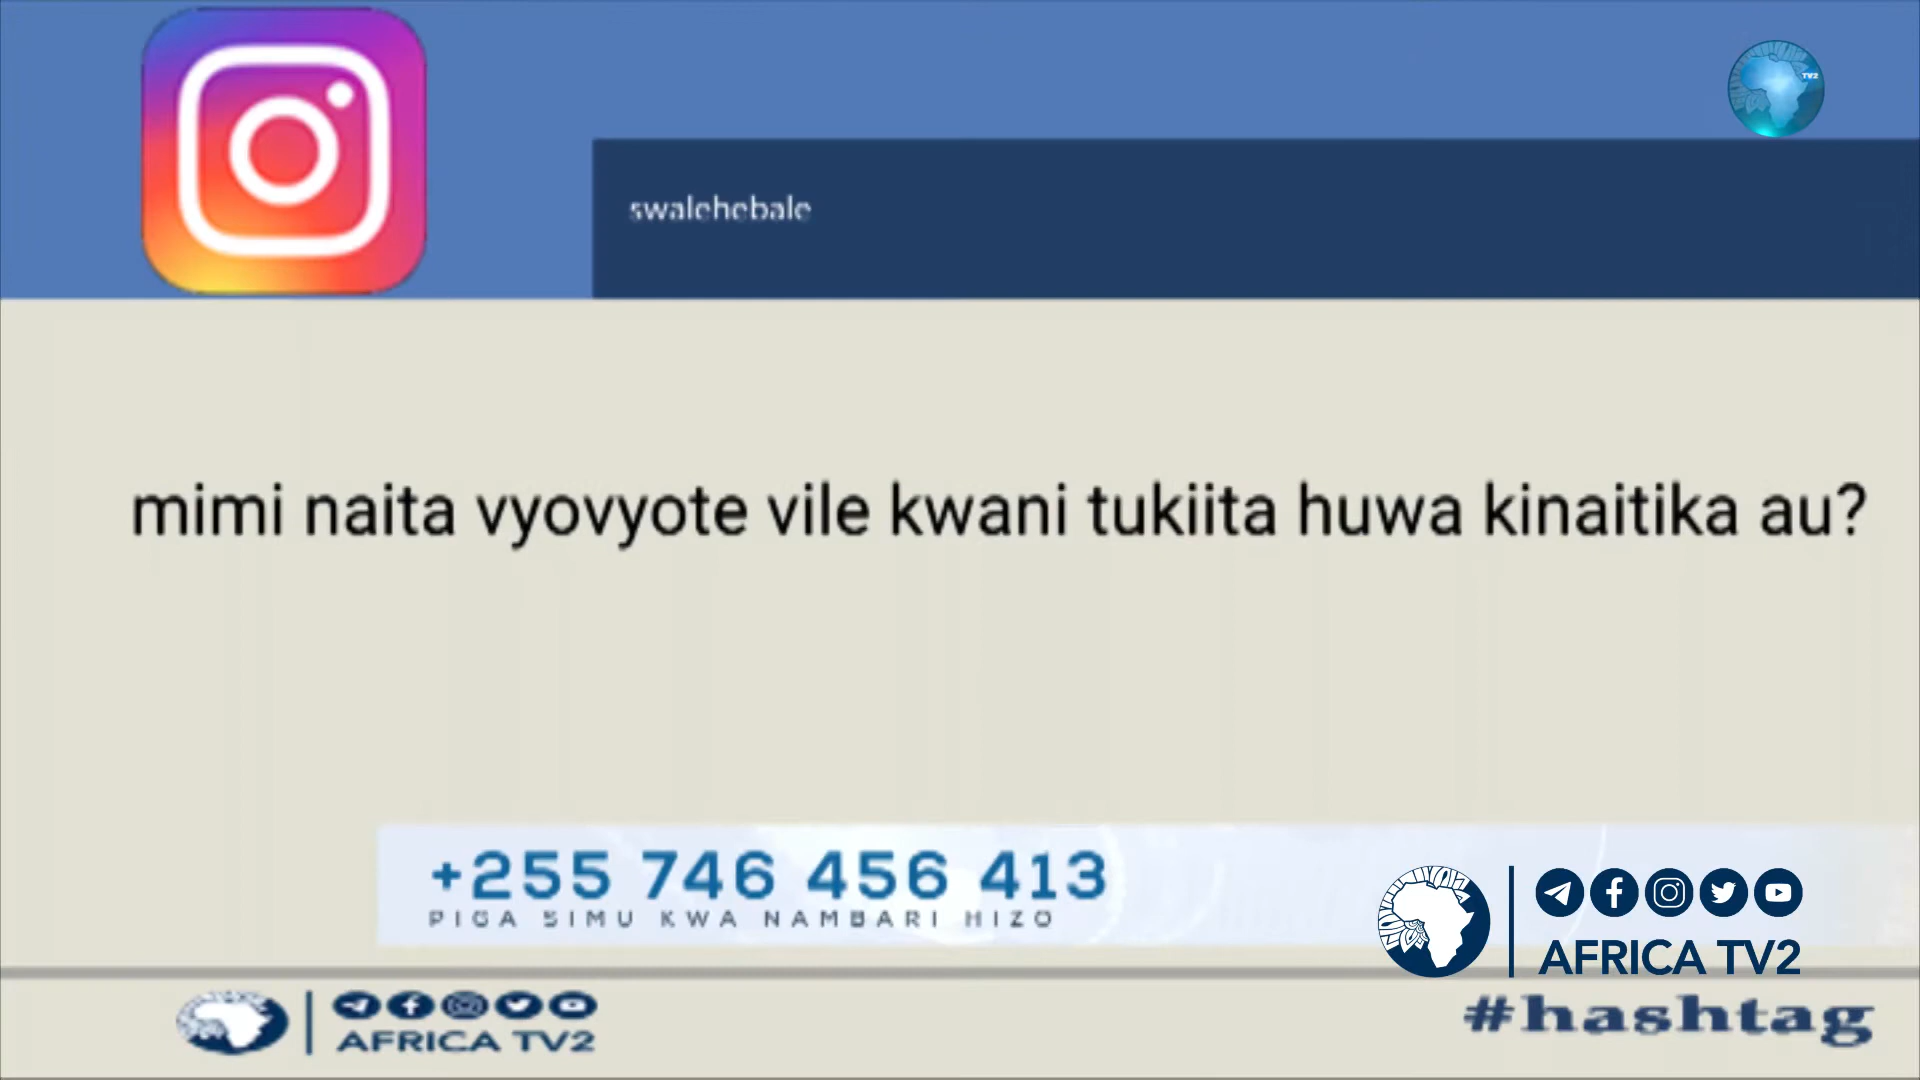 TV2
swalehebale
mimi naita vyovyote vile kwani tukiita huwa kinaitika au?
+255 746 456 413
PIGA SIMU KWA NAMBARI HIZO
AFRICA TV2
AFRICA TV2
#hashtag